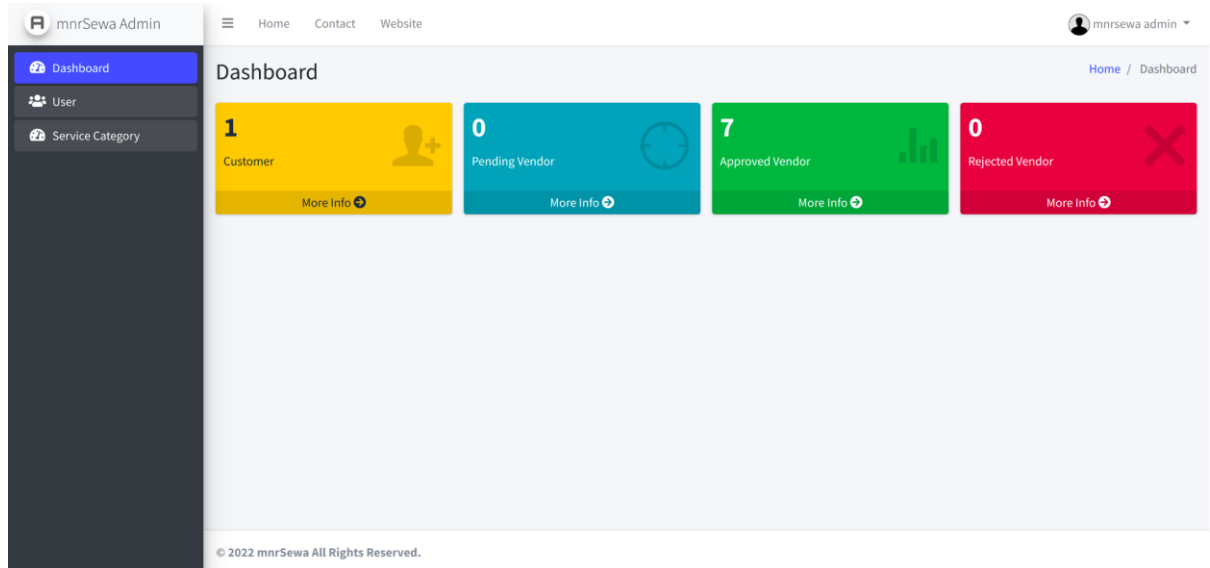 mnrSewa Admin
Home Contact Website
mnrsewa admin
Dashboard
User
Service Category
Dashboard
Home / Dashboard
1
Customer
More Info
0
Pending Vendor
More Info
7
Approved Vendor
More Info
0
Rejected Vendor
More Info
© 2022 mnrSewa All Rights Reserved.